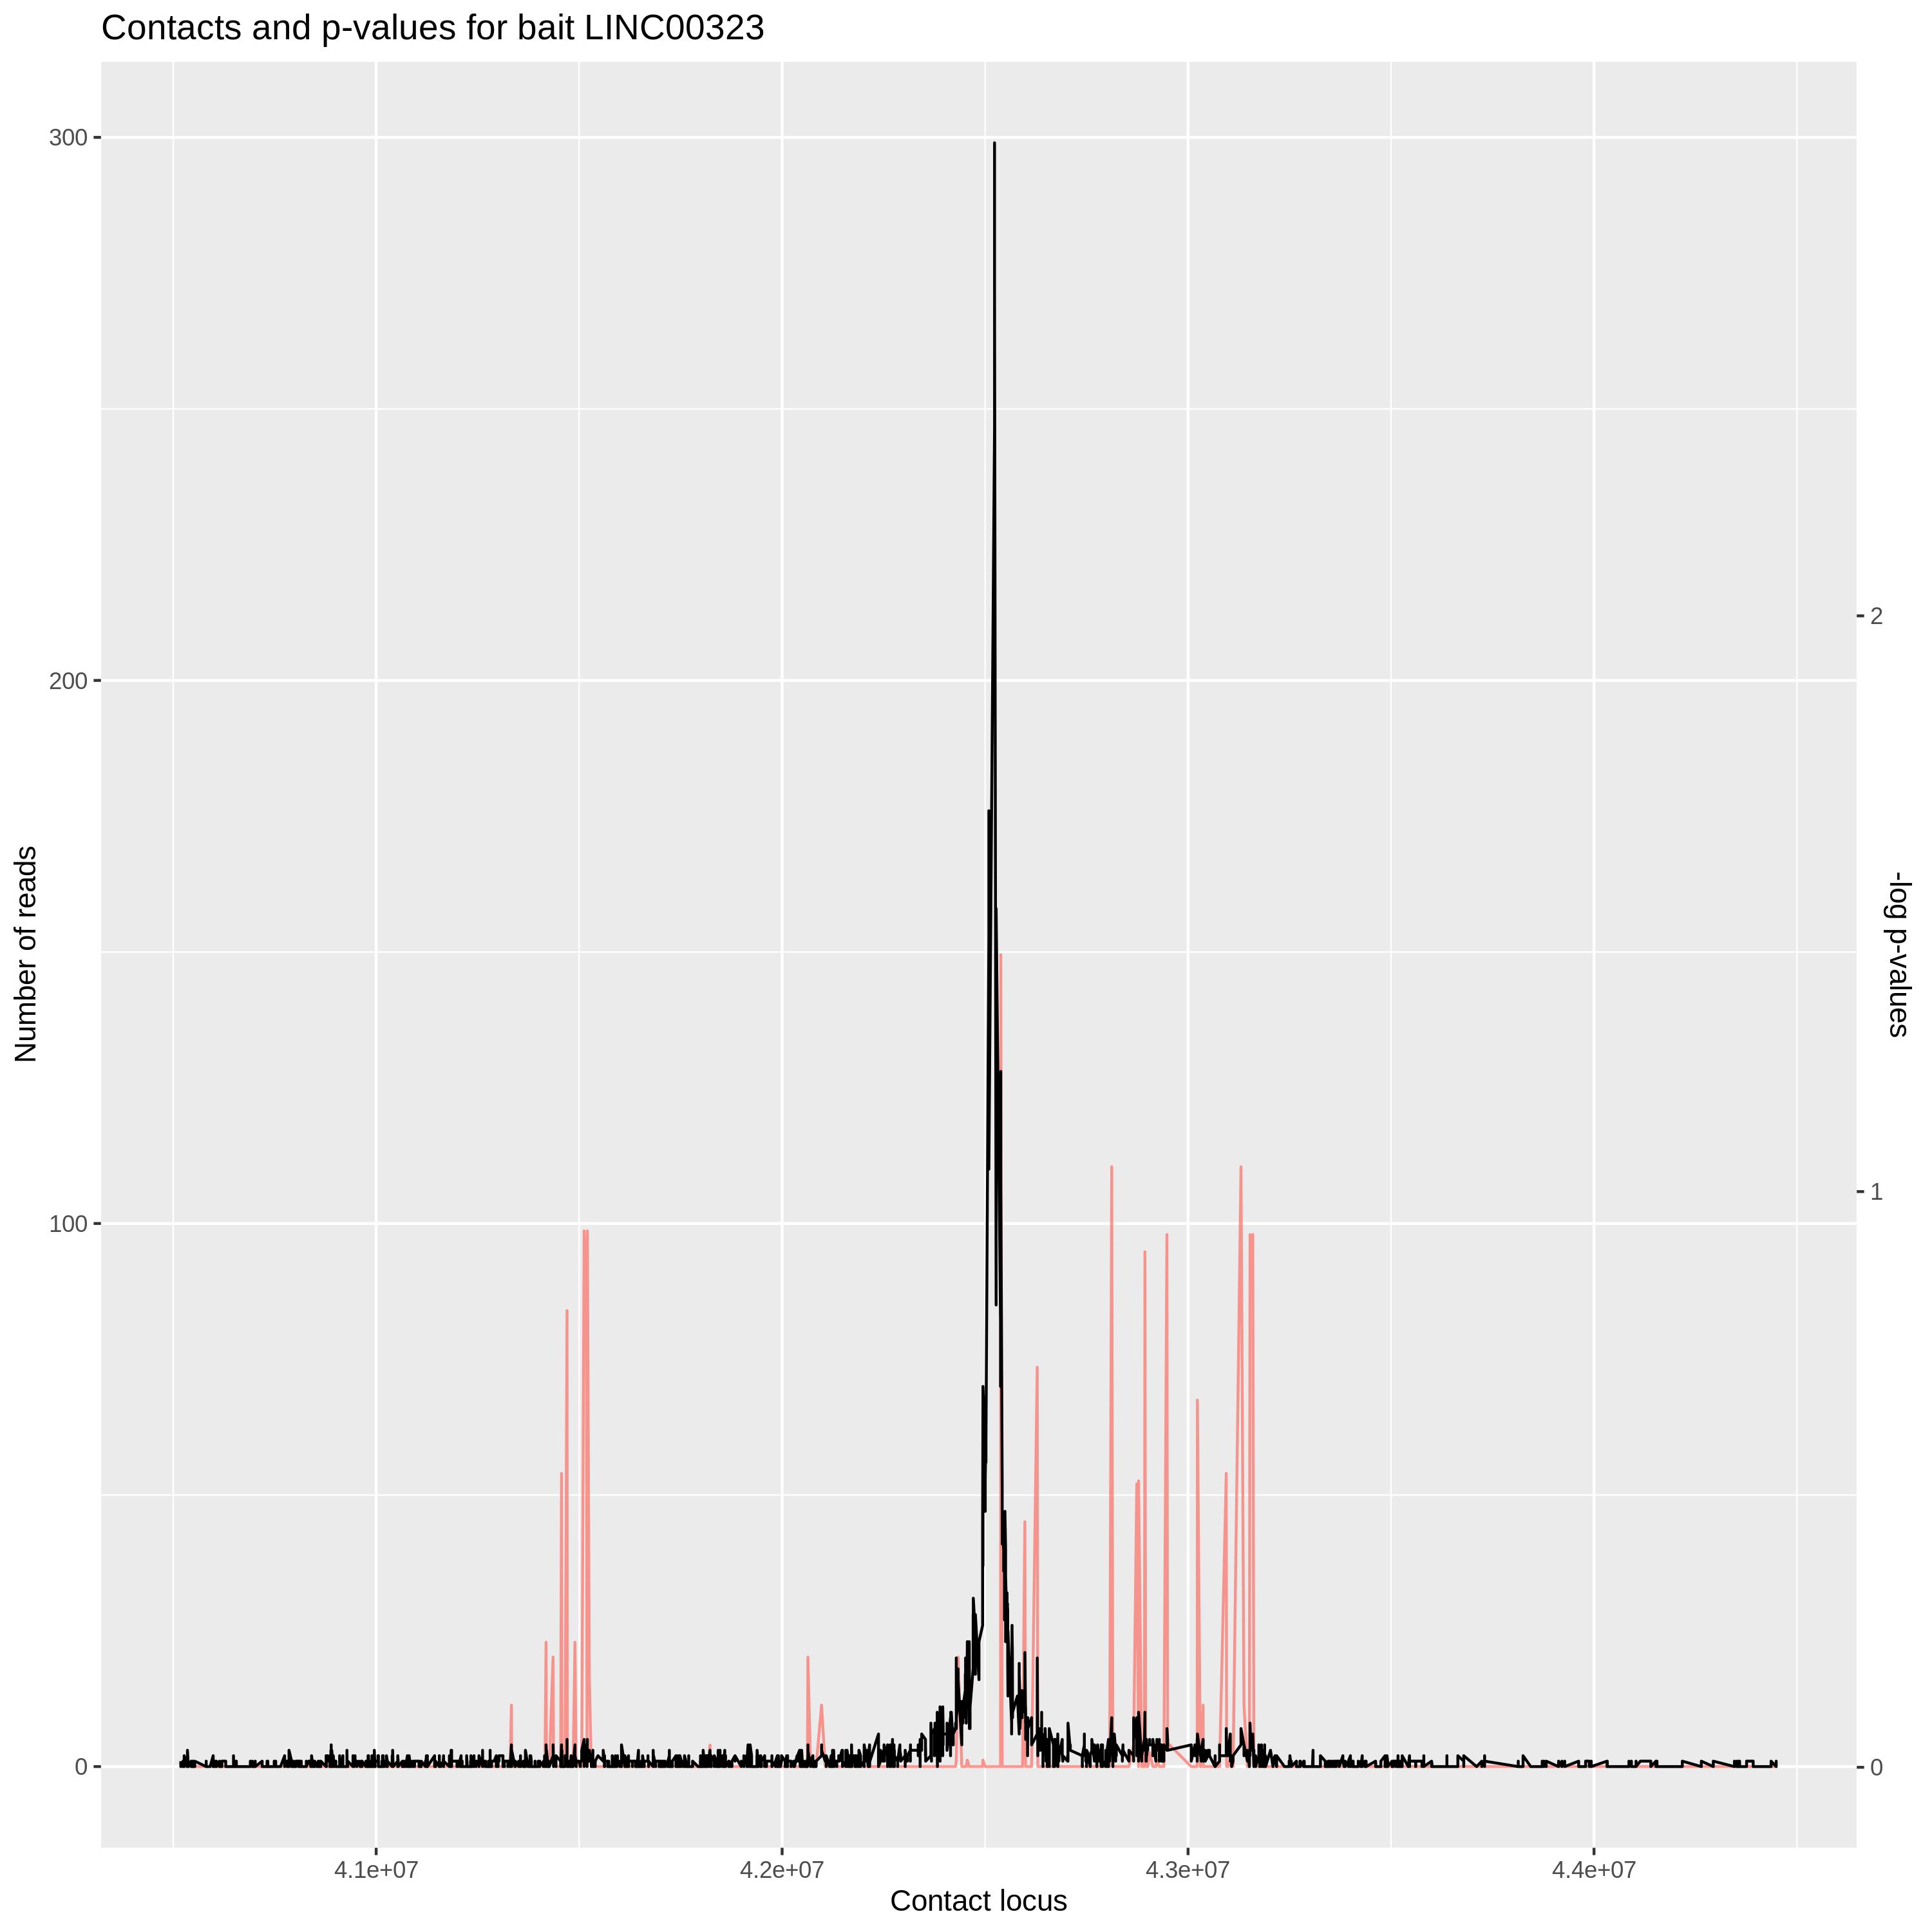 Contacts and p-values for bait LINC00323
300
200
100
0
Number of reads
2
1
0
-log p-values
4.1e+07
4.2e+07
4.3e+07
4.4e+07
Contact locus